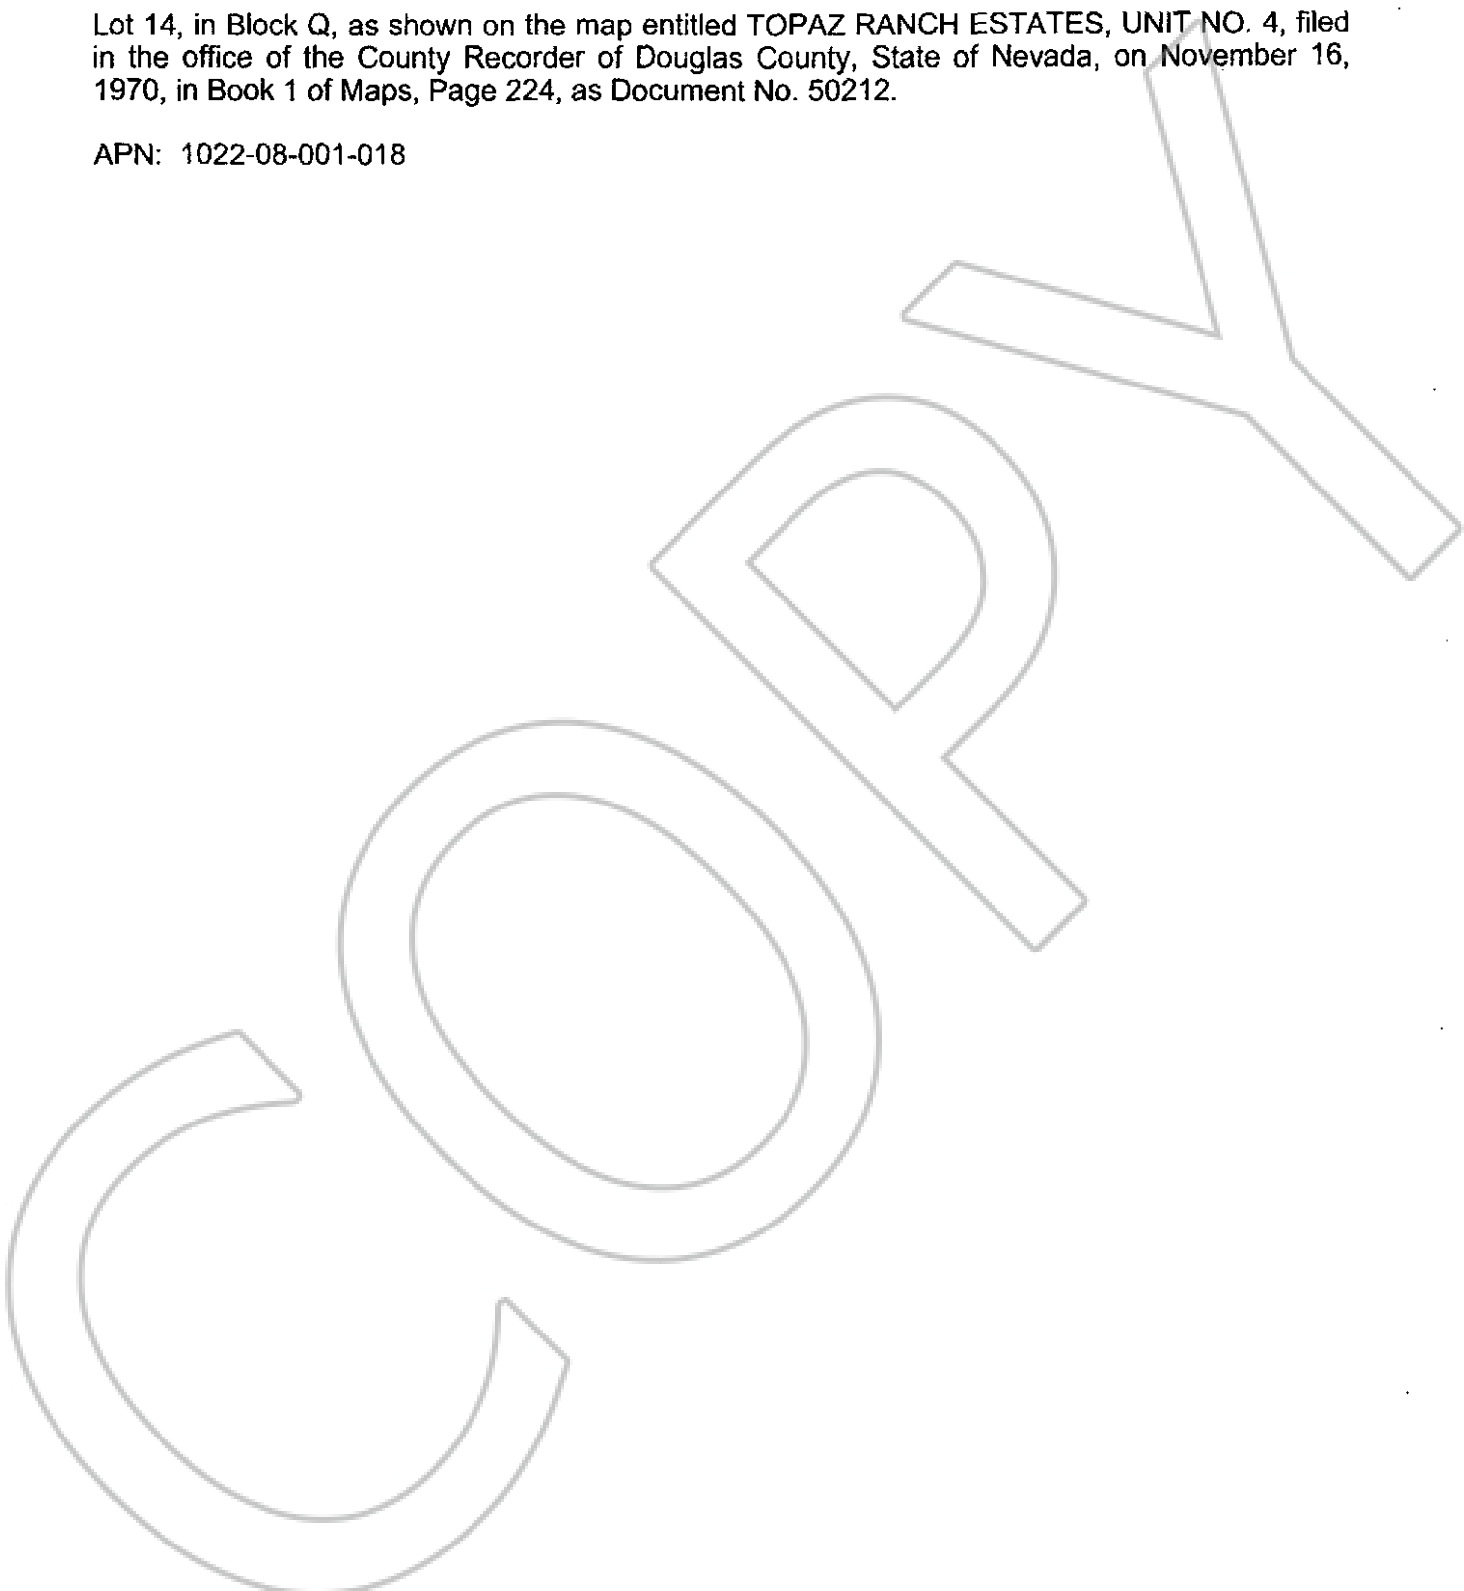 Lot 14, in Block Q, as shown on the map entitled TOPAZ RANCH ESTATES, UNIT NO. 4, filed
in the office of the County Recorder of Douglas County, State of Nevada, on November 16,
1970, in Book 1 of Maps, Page 224, as Document No. 50212.
APN: 1022-08-001-018
COPY